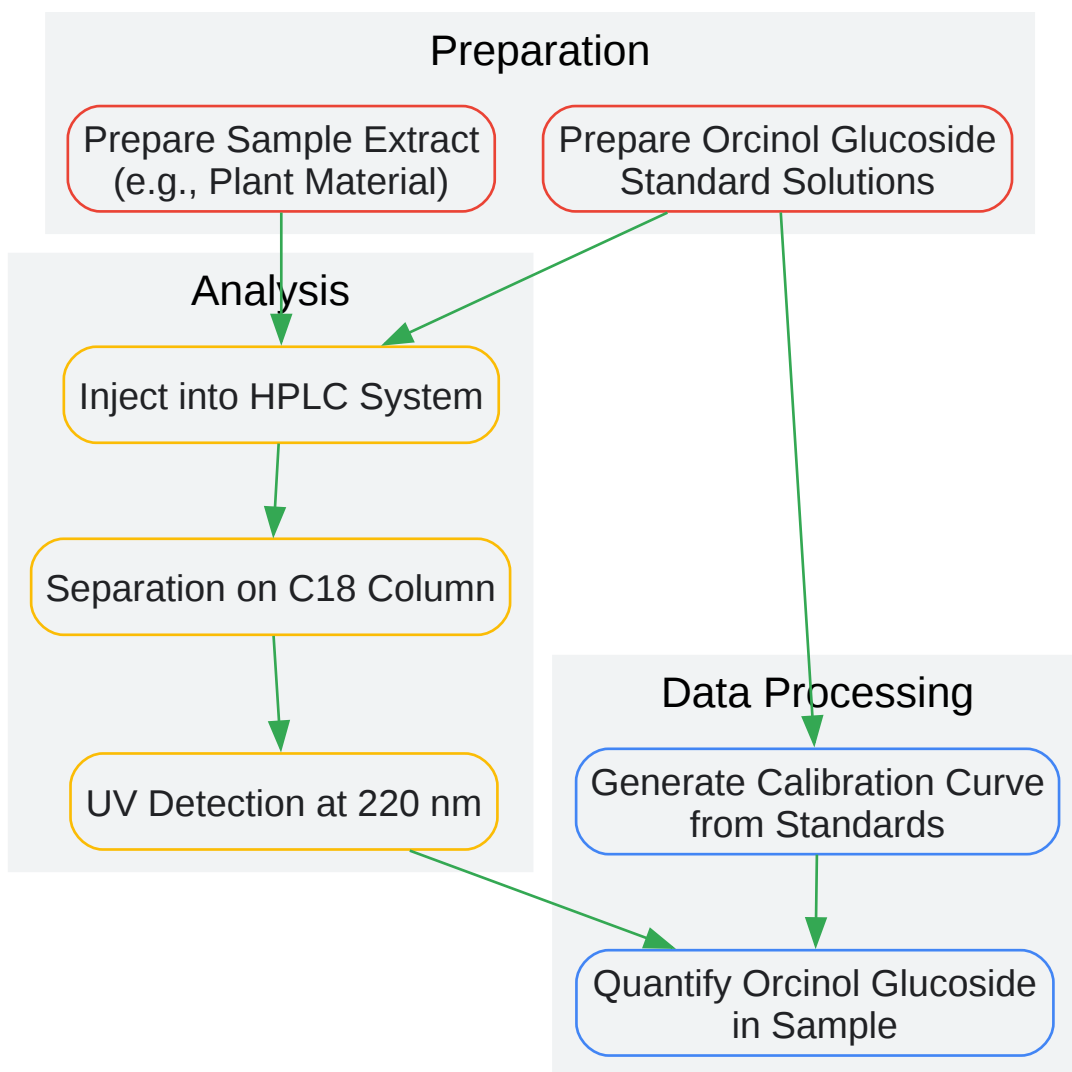 Preparation
Prepare Sample Extract
(e.g., Plant Material)
Prepare Orcinol Glucoside
Standard Solutions
Analysis
Inject into HPLC System
Separation on C18 Column
UV Detection at 220 nm
Data Processing
Generate Calibration Curve
from Standards
Quantify Orcinol Glucoside
in Sample